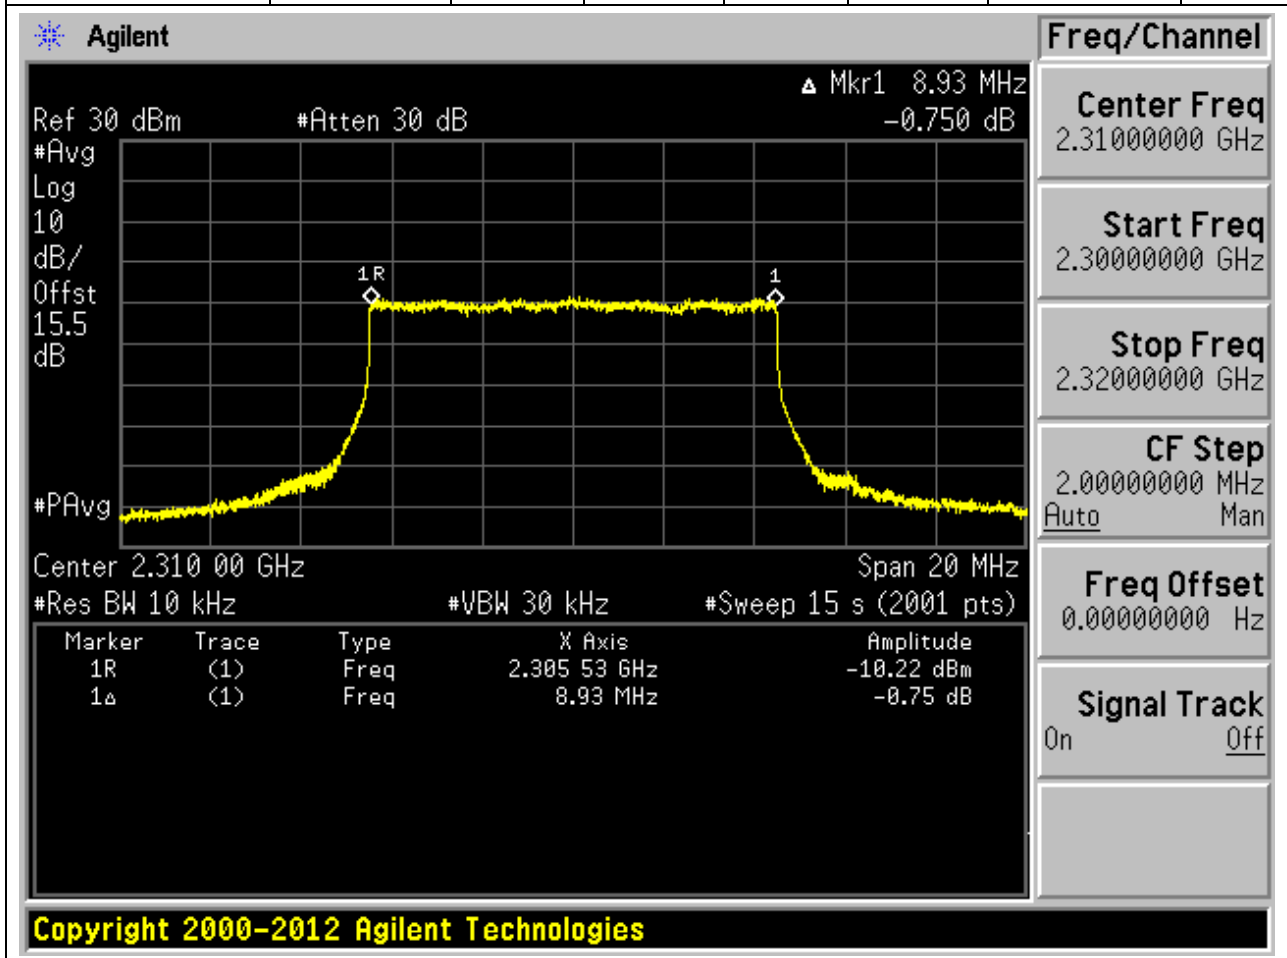 Agilent
Freq/Channel
Δ Mkr1 8.93 MHz
Ref 30 dBm #Atten 30 dB -0.750 dB
#Avg
Log
10
dB/
Offst
15.5
dB
#PAvg
1R
1
Center 2.310 00 GHz Span 20 MHz
#Res BW 10 kHz #VBW 30 kHz #Sweep 15 s (2001 pts)
Marker Trace Type X Axis Amplitude
1R (1) Freq 2.305 53 GHz -10.22 dBm
1Δ (1) Freq 8.93 MHz -0.75 dB
Center Freq
2.31000000 GHz
Start Freq
2.30000000 GHz
Stop Freq
2.32000000 GHz
CF Step
2.00000000 MHz
Auto Man
Freq Offset
0.00000000 Hz
Signal Track
On Off
Copyright 2000-2012 Agilent Technologies